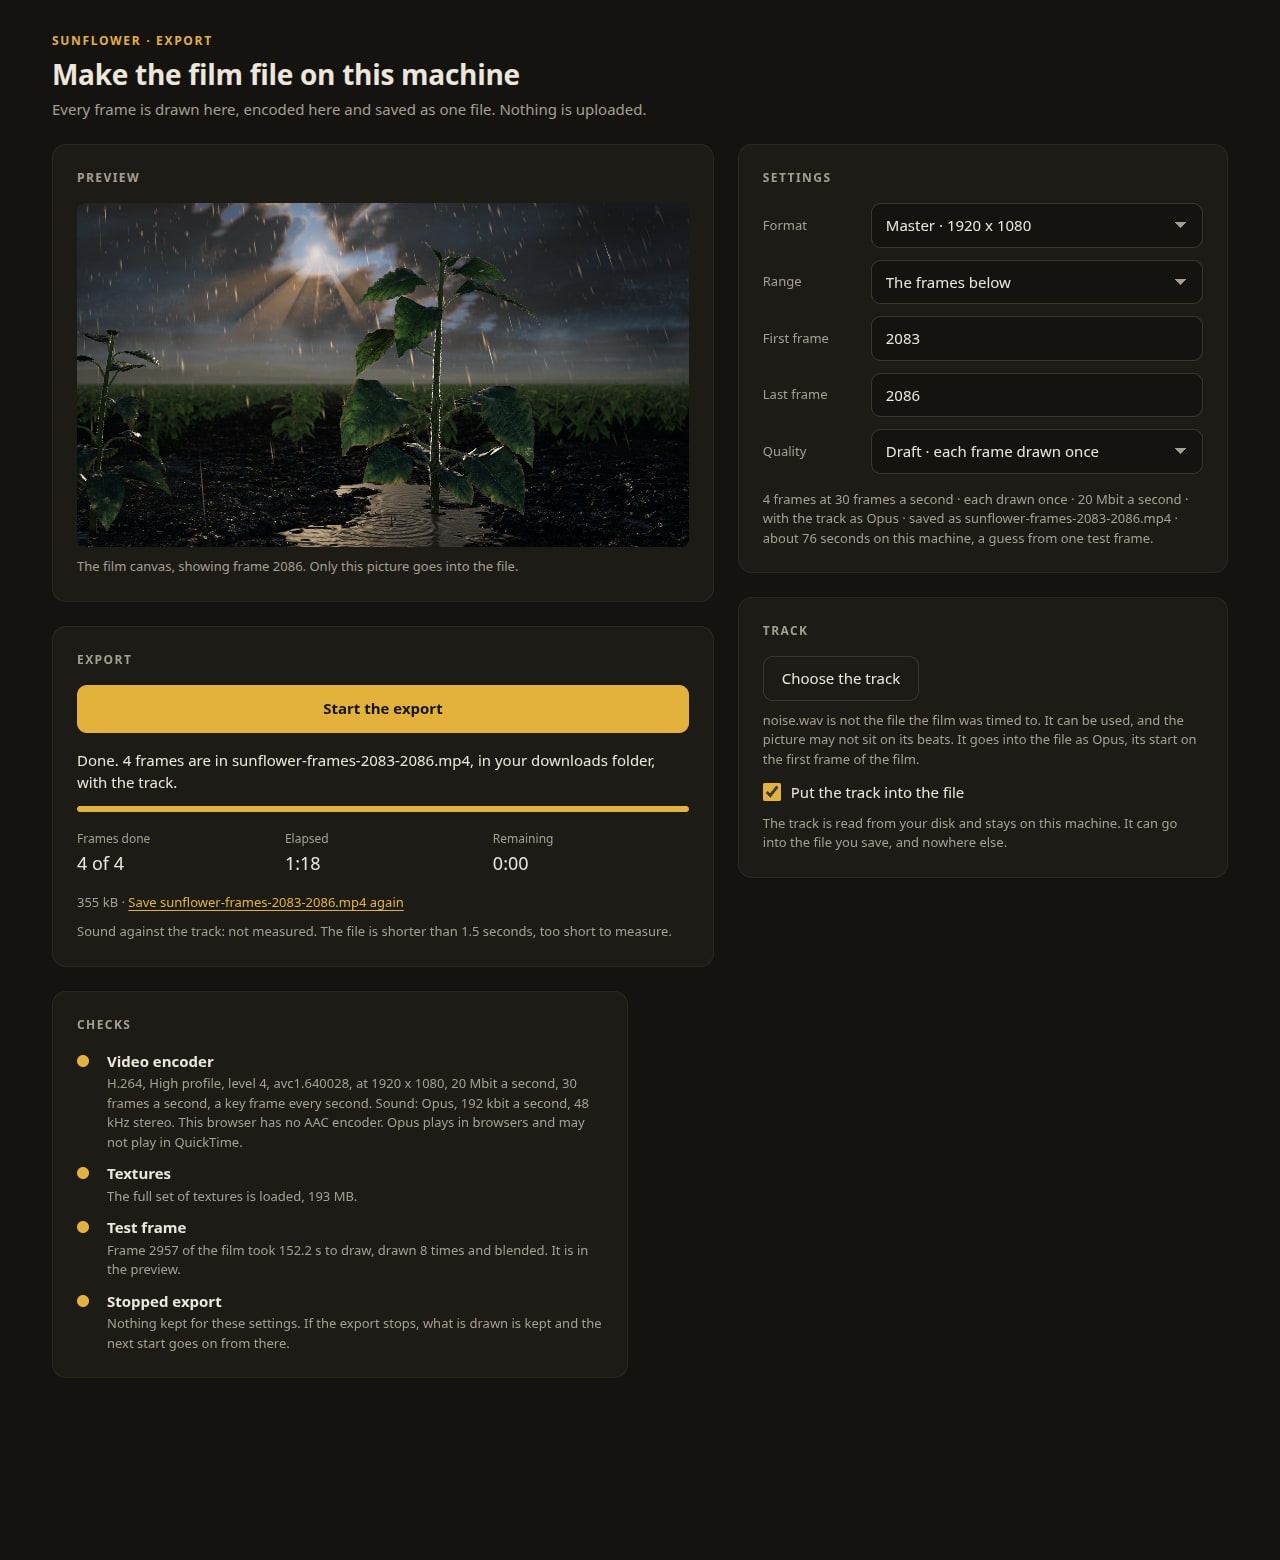 SUNFLOWER · EXPORT
Make the film file on this machine
Every frame is drawn here, encoded here and saved as one file. Nothing is uploaded.
PREVIEW
The film canvas, showing frame 2086. Only this picture goes into the file.
EXPORT
Start the export
Done. 4 frames are in sunflower-frames-2083-2086.mp4, in your downloads folder,
with the track.
Frames done
Elapsed
Remaining
4 of 4
1:18
0:00
355 kB · Save sunflower-frames-2083-2086.mp4 again
Sound against the track: not measured. The file is shorter than 1.5 seconds, too short to measure.
SETTINGS
Format
Master · 1920 x 1080
Range
The frames below
First frame
2083
Last frame
2086
Quality
Draft · each frame drawn once
4 frames at 30 frames a second · each drawn once · 20 Mbit a second ·
with the track as Opus · saved as sunflower-frames-2083-2086.mp4 ·
about 76 seconds on this machine, a guess from one test frame.
TRACK
Choose the track
noise.wav is not the file the film was timed to. It can be used, and the
picture may not sit on its beats. It goes into the file as Opus, its start on
the first frame of the film.
Put the track into the file
The track is read from your disk and stays on this machine. It can go
into the file you save, and nowhere else.
CHECKS
Video encoder
H.264, High profile, level 4, avc1.640028, at 1920 x 1080, 20 Mbit a second, 30
frames a second, a key frame every second. Sound: Opus, 192 kbit a second, 48
kHz stereo. This browser has no AAC encoder. Opus plays in browsers and may
not play in QuickTime.
Textures
The full set of textures is loaded, 193 MB.
Test frame
Frame 2957 of the film took 152.2 s to draw, drawn 8 times and blended. It is in
the preview.
Stopped export
Nothing kept for these settings. If the export stops, what is drawn is kept and the
next start goes on from there.